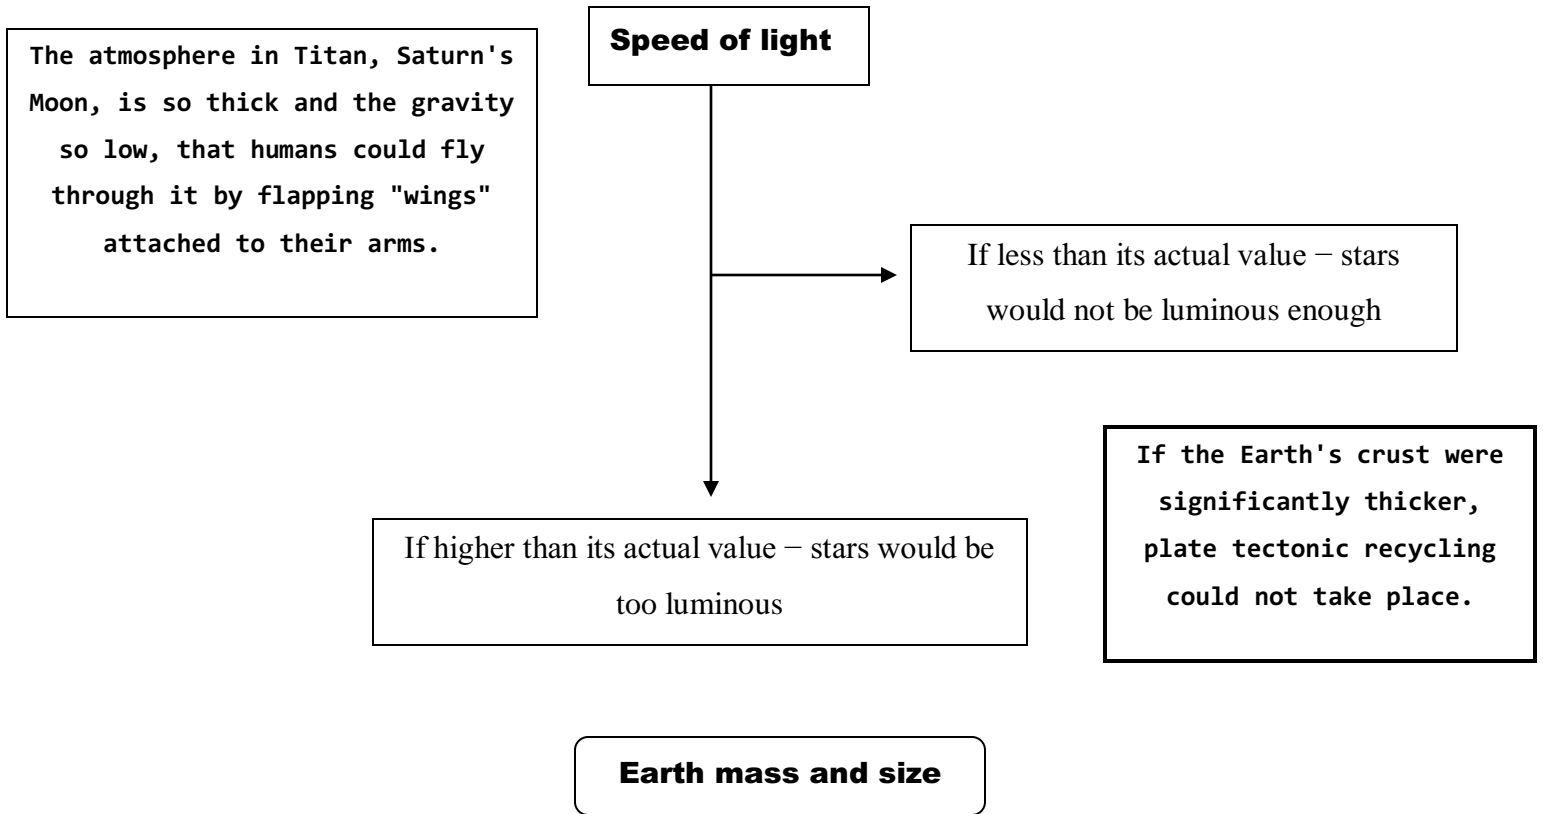 Speed of light
The atmosphere in Titan, Saturn's
Moon, is so thick and the gravity
so low, that humans could fly
through it by flapping "wings"
attached to their arms.
If less than its actual value − stars
would not be luminous enough
If the Earth's crust were
significantly thicker,
plate tectonic recycling
could not take place.
If higher than its actual value − stars would be
too luminous
Earth mass and size